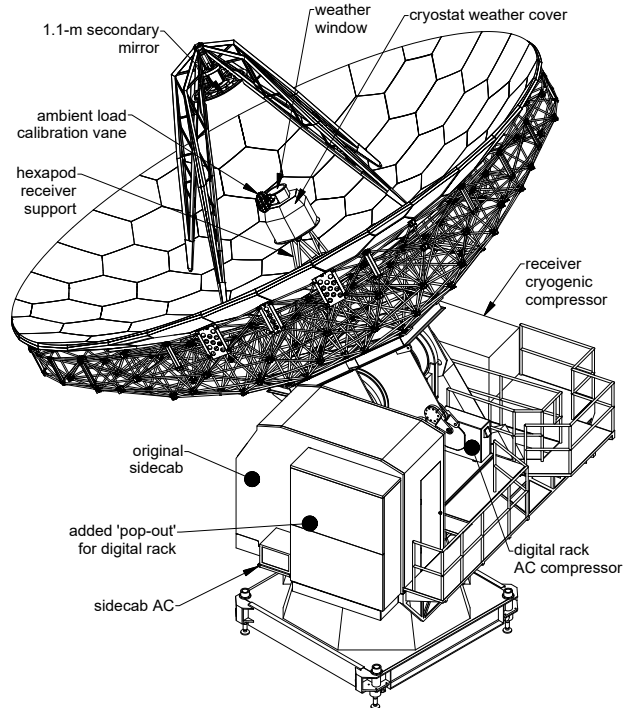 weather
window
cryostat weather cover
1.1-m secondary
mirror
ambient load
calibration vane
hexapod
receiver
support
receiver
cryogenic
compressor
original
sidecab
added 'pop-out'
for digital rack
digital rack
AC compressor
sidecab AC